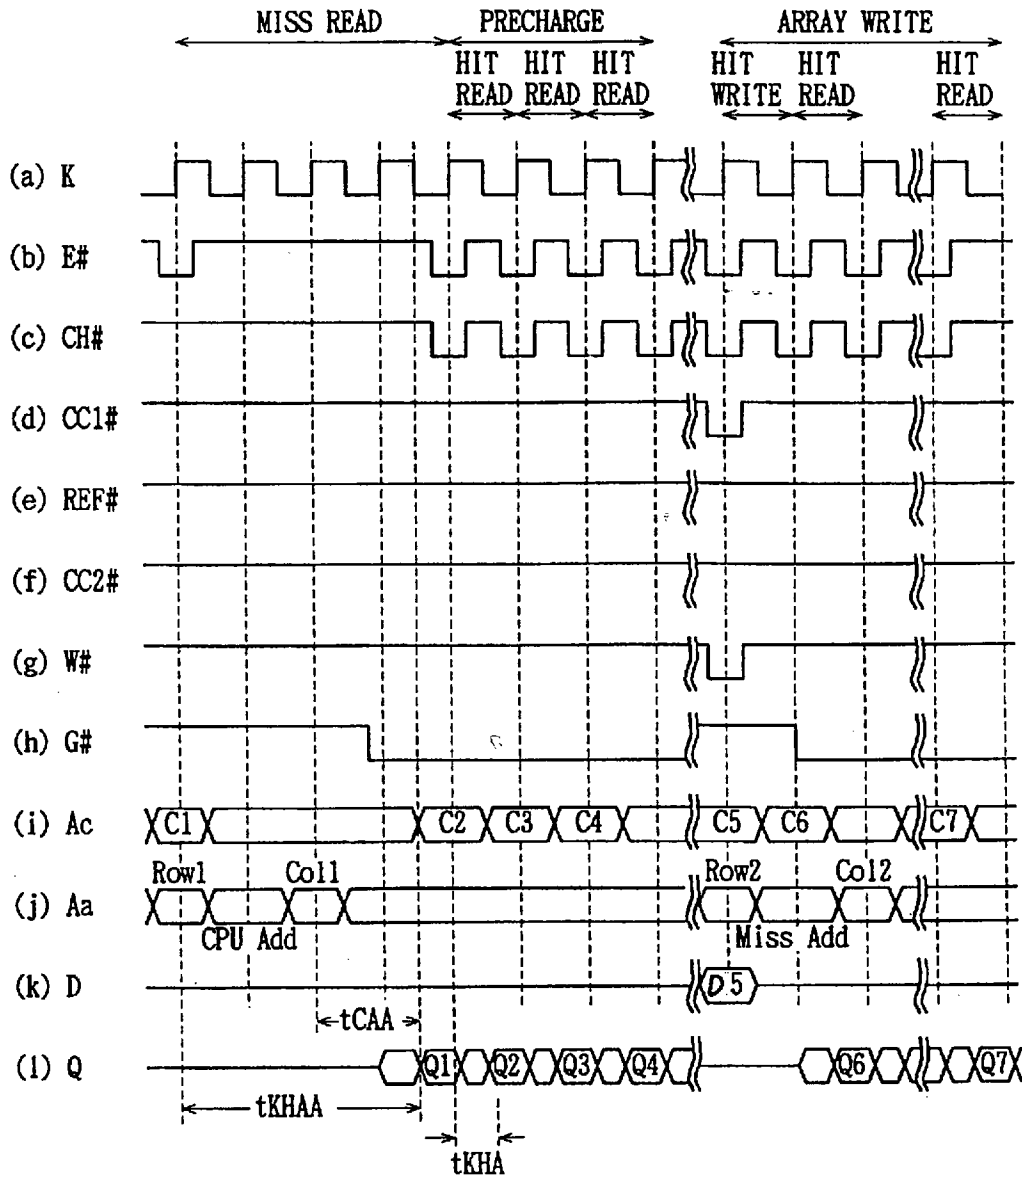 MISS READ PRECHARGE ARRAY WRITE
HIT HIT HIT HIT HIT HIT
READ READ READ WRITE READ READ
(a) K
(b) E#
(c) CH#
(d) CC1#
(e) REF#
(f) CC2#
(g) W#
(h) G#
(i) Ac C1 C2 C3 C4 C5 C6 C7
Row1 Col1 Row2 Col2
(j) Aa
CPU Add Miss Add
(k) D D5
tCAA
(l) Q Q1 Q2 Q3 Q4 Q6 Q7
tKHAA
tKHA